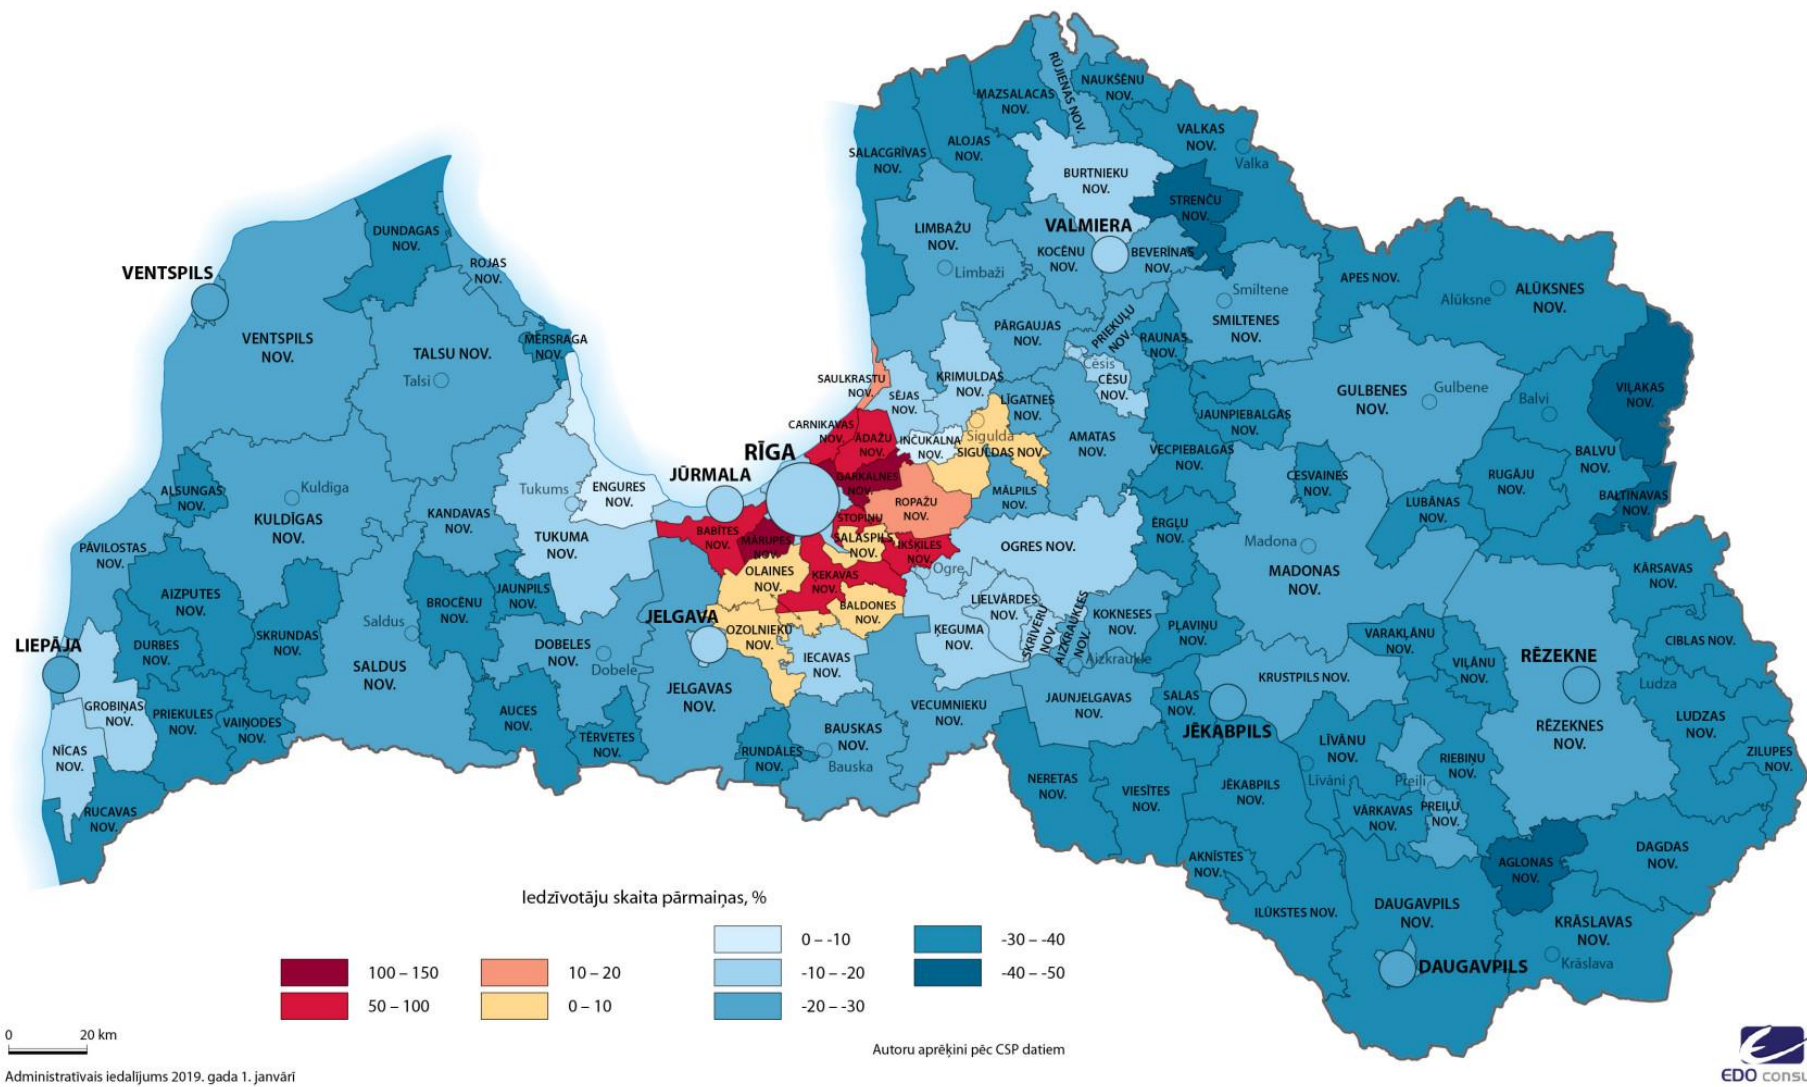 RŪJIENAS NOV.
NAUKŠĒNU
NOV.
MAZSALACAS
NOV.
VALKAS
NOV.
Valka
ALOJAS
NOV.
SALACGRĪVAS
NOV.
BURTNIEKU
NOV.
STRENČU
NOV.
VALMIERA
LIMBAŽU
NOV.
Limbaži
KOCĒNU
NOV.
BEVERĪNAS
NOV.
DUNDAGAS
NOV.
ROJAS
NOV.
VENTSPILS
VENTSPILS
NOV.
TALSU NOV.
Talsi
MĒRSRAGA
NOV.
APES NOV.
Alūksne
ALŪKSNES
NOV.
Smiltene
SMILTENES
NOV.
PĀRGAUJAS
NOV.
PRIEKUĻU
NOV.
RAUNAS
NOV.
Cēsis
CĒSU
NOV.
SAULKRASTU
NOV.
SĒJAS
NOV.
KRIMULDAS
NOV.
LĪGATNES
NOV.
GULBENES
NOV.
Gulbene
Balvi
VIĻAKAS
NOV.
JAUNPIEBALGAS
NOV.
CARNIKAVAS
NOV.
ĀDAŽU
NOV.
INČUKALNA
NOV.
Sigulda
SIGULDAS NOV.
AMATAS
NOV.
VECPIEBALGAS
NOV.
BALVU
NOV.
RĪGA
JŪRMALA
GARKALNES
NOV.
ROPAŽU
NOV.
MĀLPILS
NOV.
CESVAINES
NOV.
RUGĀJU
NOV.
LUBĀNAS
NOV.
BALTINAVAS
NOV.
ALSUNGAS
NOV.
Kuldīga
KULDĪGAS
NOV.
KANDAVAS
NOV.
Tukums
ENGURES
NOV.
TUKUMA
NOV.
BABĪTES
NOV.
MĀRUPES
NOV.
STOPIŅU
NOV.
SALASPILS
NOV.
IKŠĶILES
NOV.
ĒRGĻU
NOV.
OGRES NOV.
Ogre
Madona
MADONAS
NOV.
PĀVILOSTAS
NOV.
AIZPUTES
NOV.
OLAINES
NOV.
ĶEKAVAS
NOV.
KĀRSAVAS
NOV.
BROCĒNU
NOV.
JAUNPILS
NOV.
BALDONES
NOV.
LIELVĀRDES
NOV.
SKRĪVERU
NOV.
AIZKRAUKLES
NOV.
KOKNESES
NOV.
PĻAVIŅU
NOV.
VARAKĻĀNU
NOV.
CIBLAS NOV.
LIEPĀJA
DURBES
NOV.
SKRUNDAS
NOV.
Saldus
SALDUS
NOV.
DOBELES
NOV.
Dobele
JELGAVA
OZOLNIEKU
NOV.
IECAVAS
NOV.
ĶEGUMA
NOV.
Aizkraukle
VIĻĀNU
NOV.
RĒZEKNE
Ludza
JELGAVAS
NOV.
VECUMNIEKU
NOV.
JAUNJELGAVAS
NOV.
SALAS
NOV.
KRUSTPILS NOV.
JĒKABPILS
GROBIŅAS
NOV.
PRIEKULES
NOV.
VAIŅODES
NOV.
AUCES
NOV.
TĒRVETES
NOV.
RUNDĀLES
NOV.
BAUSKAS
NOV.
Bauska
LĪVĀNU
NOV.
Līvāni
RIEBIŅU
NOV.
RĒZEKNES
NOV.
LUDZAS
NOV.
ZILUPES
NOV.
NĪCAS
NOV.
RUCAVAS
NOV.
NERETAS
NOV.
VIESĪTES
NOV.
JĒKABPILS
NOV.
Preiļi
VĀRKAVAS
NOV.
PREIĻU
NOV.
AKNĪSTES
NOV.
AGLONAS
NOV.
DAGDAS
NOV.
ILŪKSTES NOV.
DAUGAVPILS
NOV.
KRĀSLAVAS
NOV.
Krāslava
DAUGAVPILS
Iedzīvotāju skaita pārmaiņas, %
100 – 150
50 – 100
10 – 20
0 – 10
0 – -10
-10 – -20
-20 – -30
-30 – -40
-40 – -50
0 20 km
Autoru aprēķini pēc CSP datiem
Administratīvais iedalījums 2019. gada 1. janvārī
EDO consu